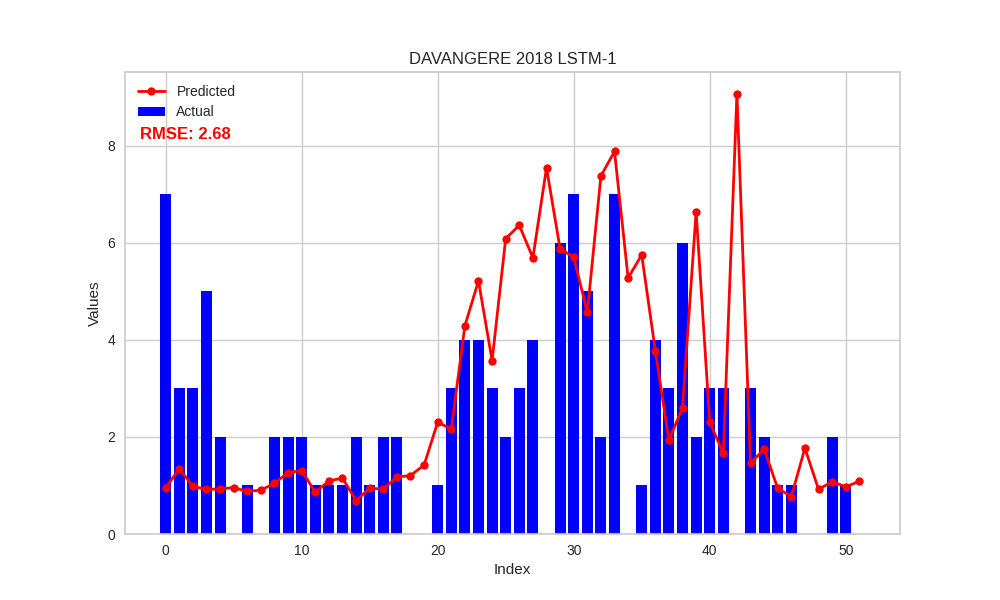 DAVANGERE 2018 LSTM-1
Predicted
Actual
RMSE: 2.68
8
6
4
2
0
Values
0 10 20 30 40 50
Index